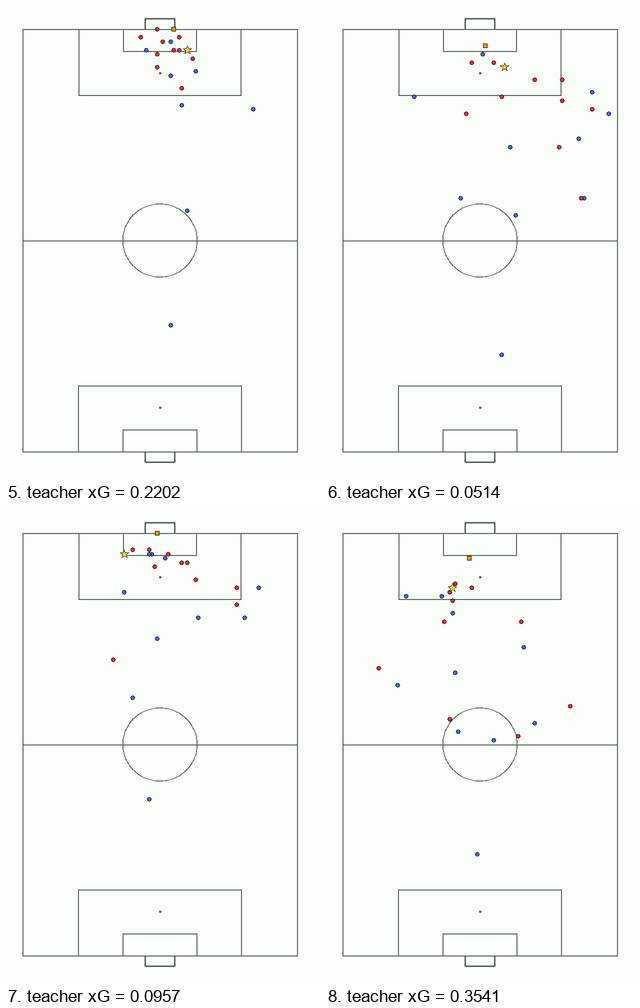 5. teacher xG = 0.2202
6. teacher xG = 0.0514
7. teacher xG = 0.0957
8. teacher xG = 0.3541